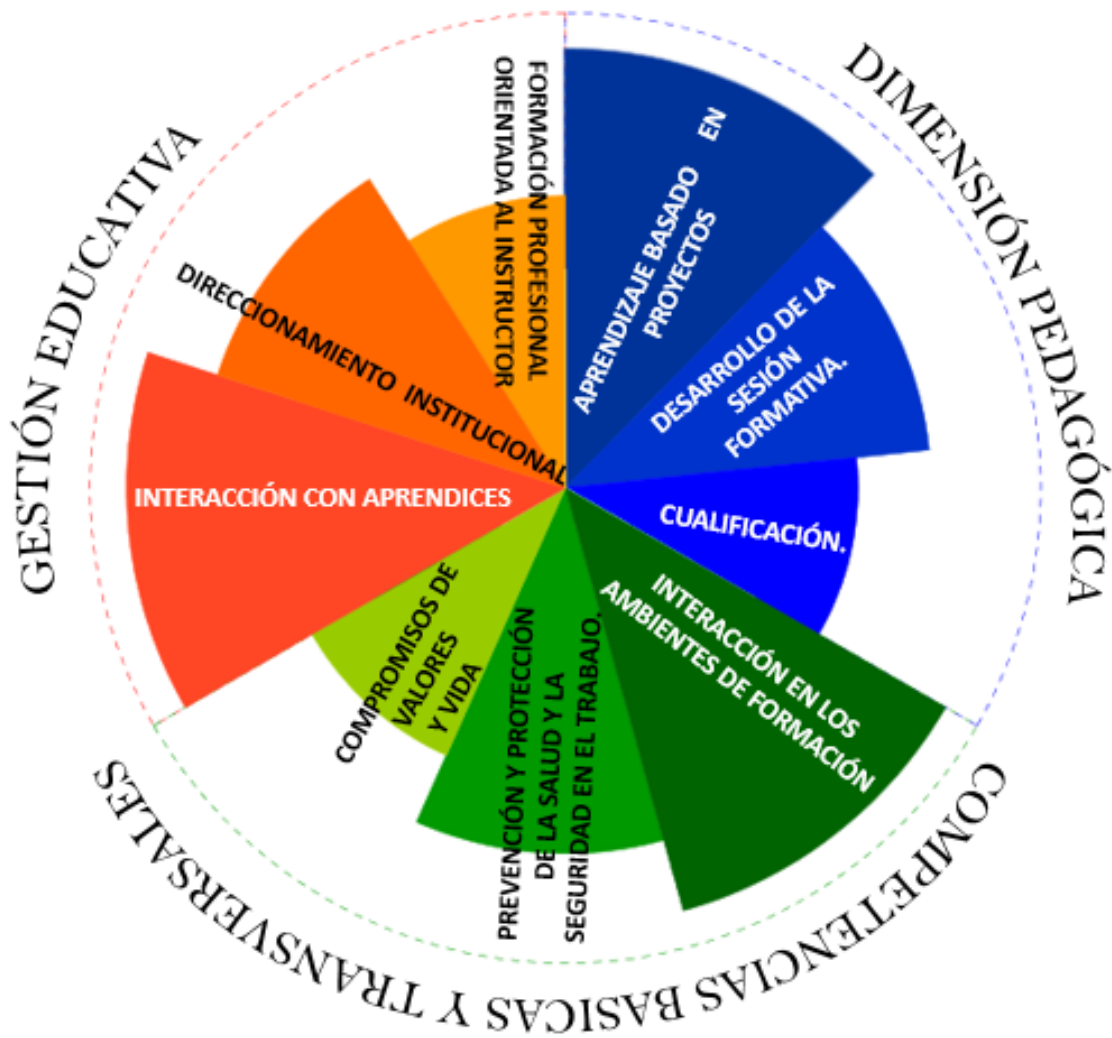 DIMENSIÓN PEDAGÓGICA
APRENDIZAJE BASADO EN
PROYECTOS
DESARROLLO DE LA
SESIÓN
FORMATIVA.
CUALIFICACIÓN.
COMPETENCIAS BASICAS Y TRANSVERSALES
INTERACCIÓN EN LOS
AMBIENTES DE FORMACIÓN
PREVENCIÓN Y PROTECCIÓN
DE LA SALUD Y LA
SEGURIDAD EN EL TRABAJO.
COMPROMISOS DE
VALORES
Y VIDA
GESTIÓN EDUCATIVA
INTERACCIÓN CON APRENDICES
DIRECCIONAMIENTO INSTITUCIONAL
FORMACIÓN PROFESIONAL
ORIENTADA AL INSTRUCTOR